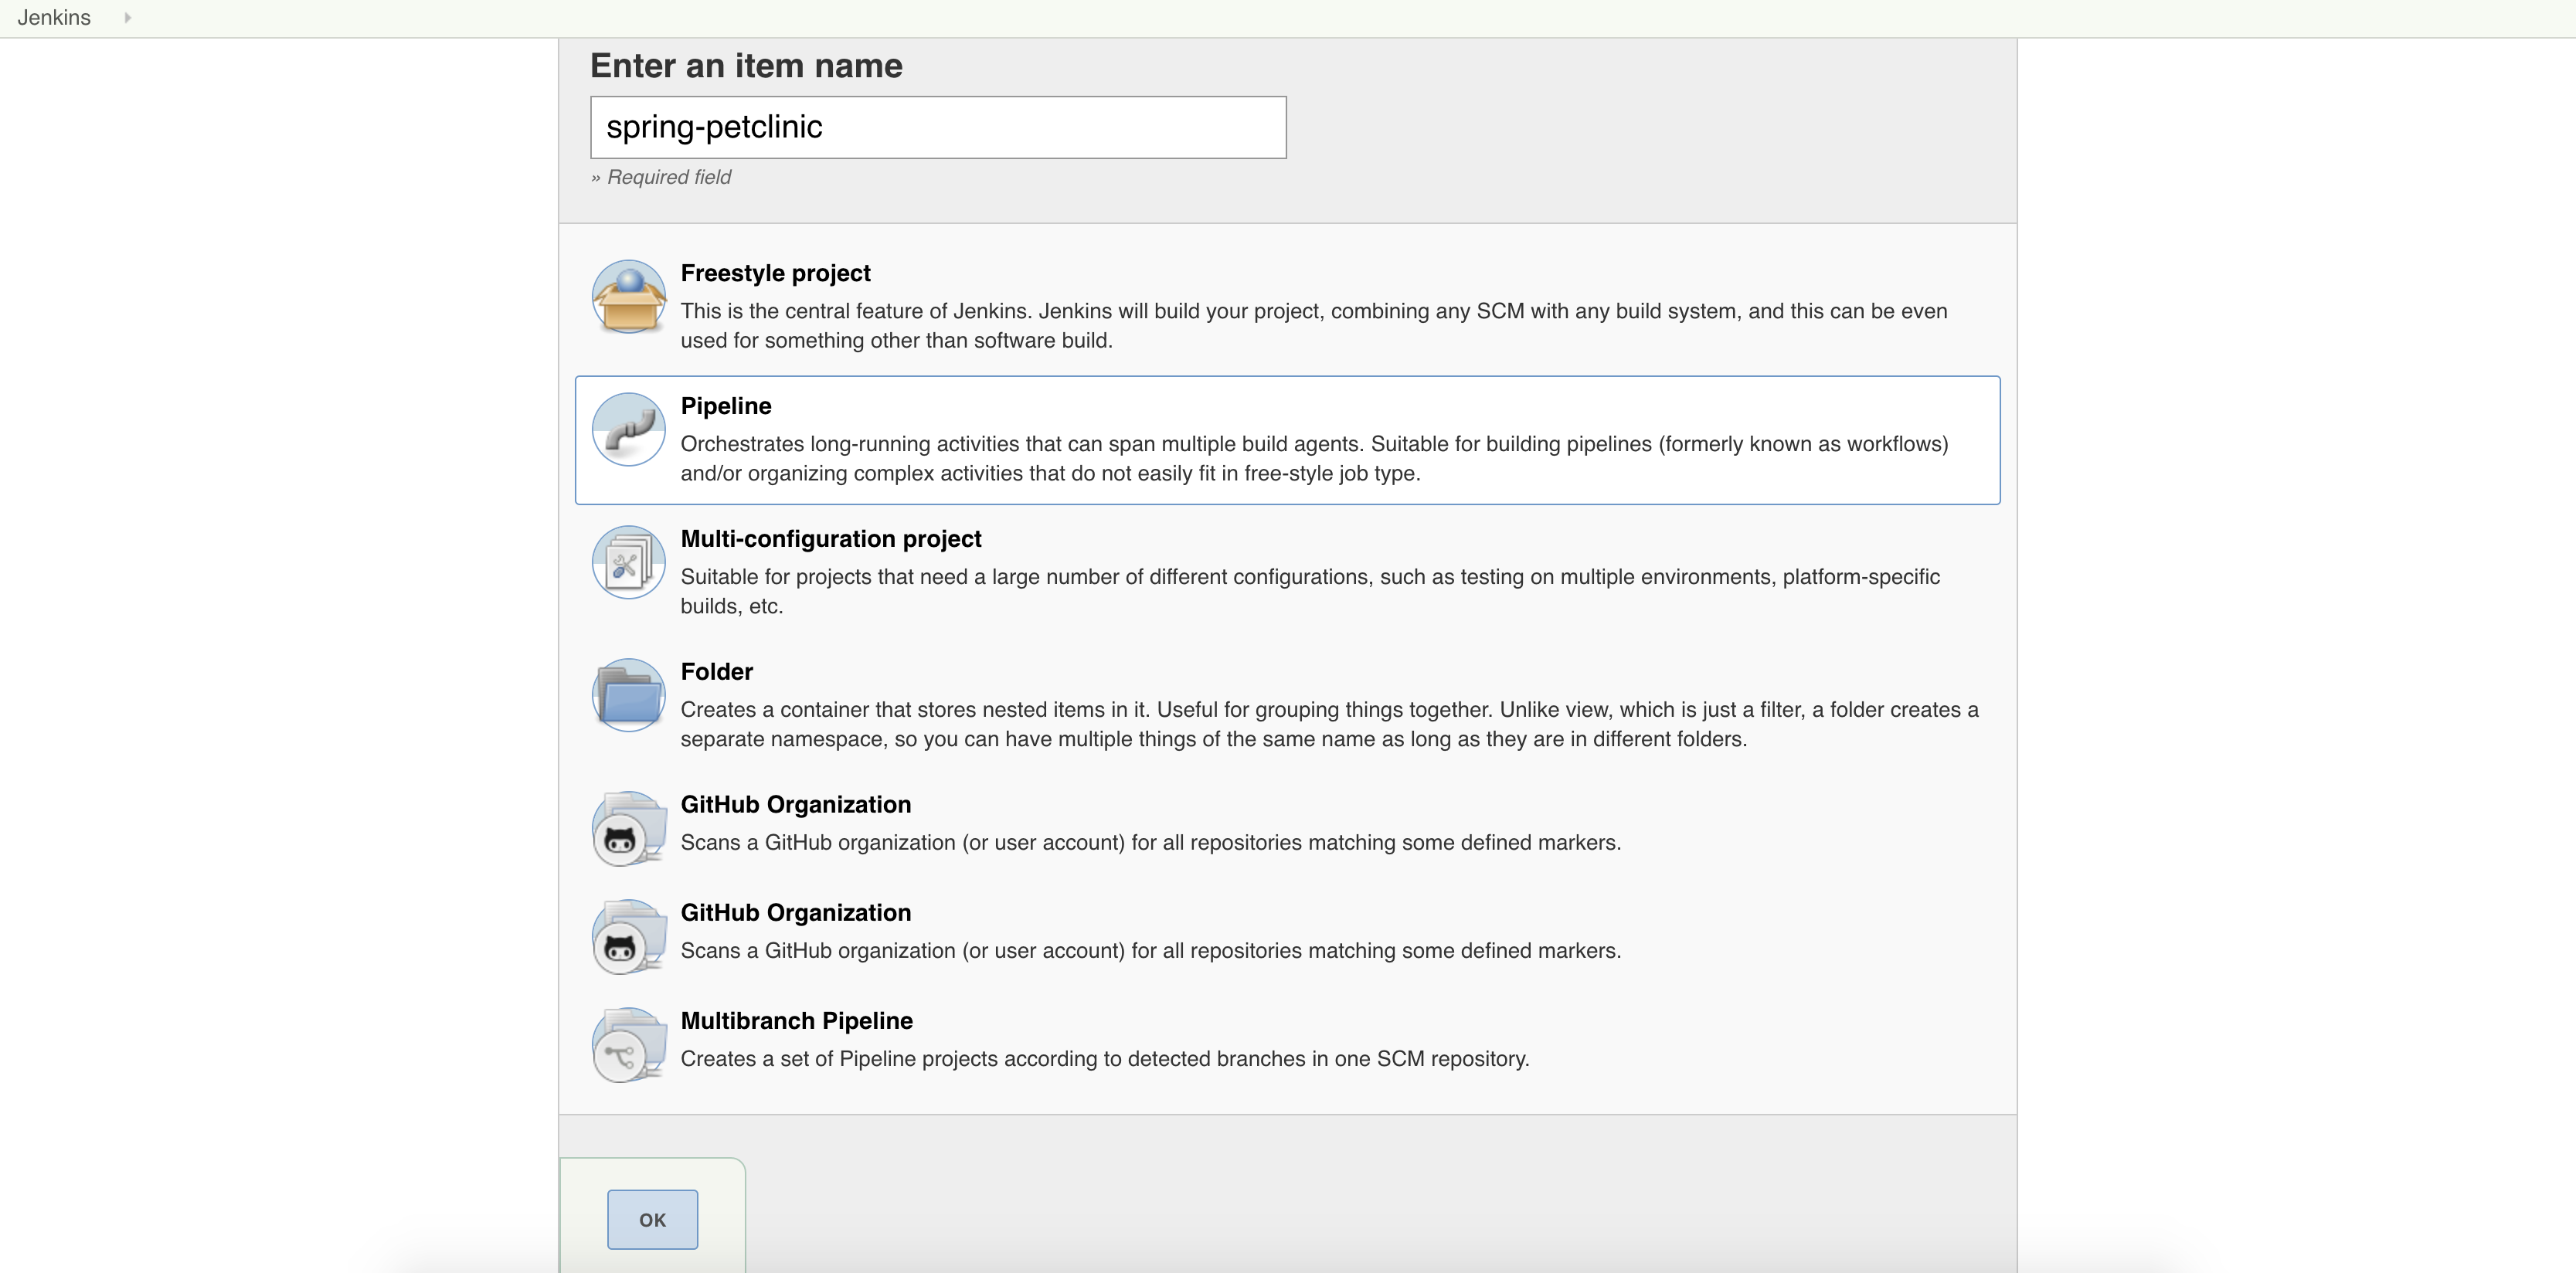 Jenkins
Enter an item name
spring-petclinic
» Required field
Freestyle project
This is the central feature of Jenkins. Jenkins will build your project, combining any SCM with any build system, and this can be even
used for something other than software build.
Pipeline
Orchestrates long-running activities that can span multiple build agents. Suitable for building pipelines (formerly known as workflows)
and/or organizing complex activities that do not easily fit in free-style job type.
Multi-configuration project
Suitable for projects that need a large number of different configurations, such as testing on multiple environments, platform-specific
builds, etc.
Folder
Creates a container that stores nested items in it. Useful for grouping things together. Unlike view, which is just a filter, a folder creates a
separate namespace, so you can have multiple things of the same name as long as they are in different folders.
GitHub Organization
Scans a GitHub organization (or user account) for all repositories matching some defined markers.
GitHub Organization
Scans a GitHub organization (or user account) for all repositories matching some defined markers.
Multibranch Pipeline
Creates a set of Pipeline projects according to detected branches in one SCM repository.
OK